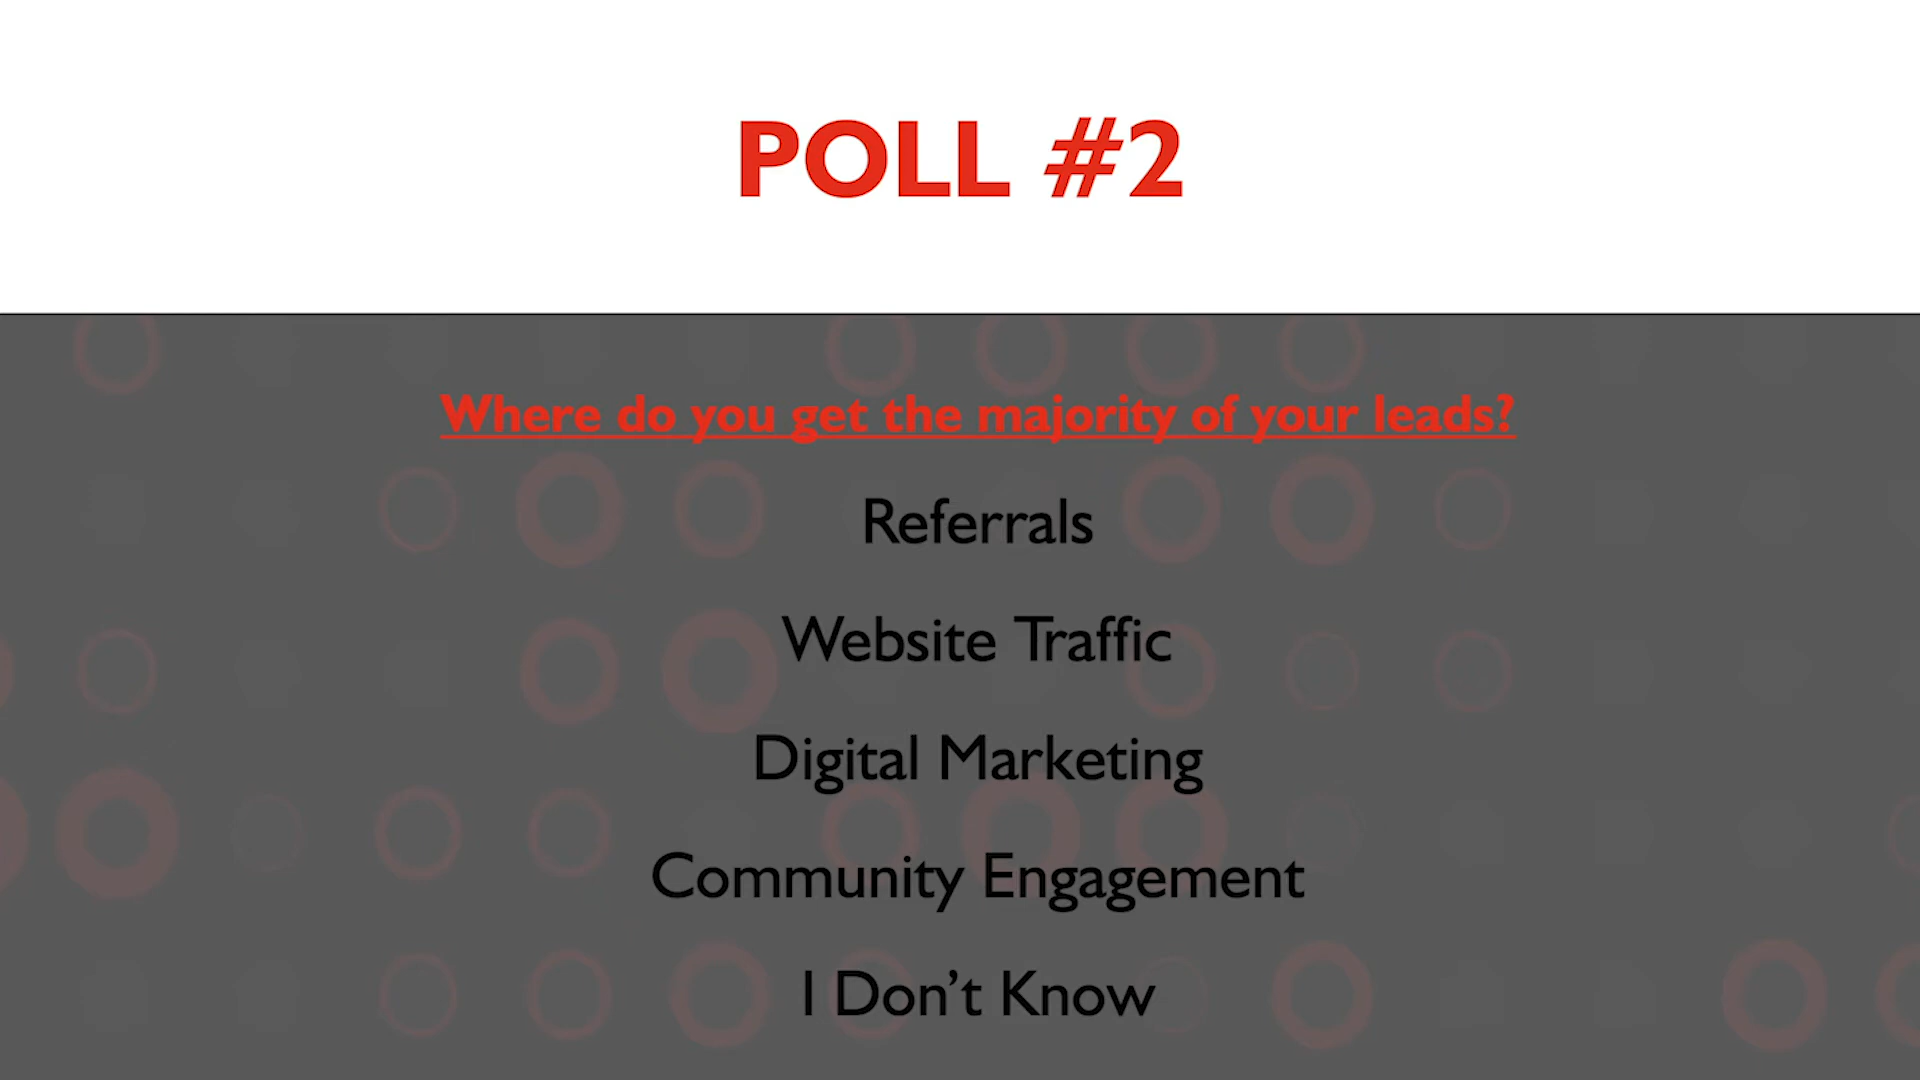 POLL #2
Where do you get the majority of your leads?
Referrals
Website Traffic
Digital Marketing
Community Engagement
I Don’t Know